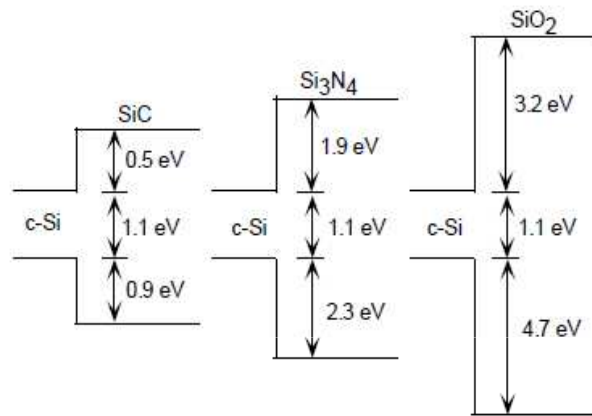 SiC
0.5 eV
c-Si
1.1 eV
0.9 eV
Si3N4
1.9 eV
c-Si
1.1 eV
2.3 eV
SiO2
3.2 eV
c-Si
1.1 eV
4.7 eV